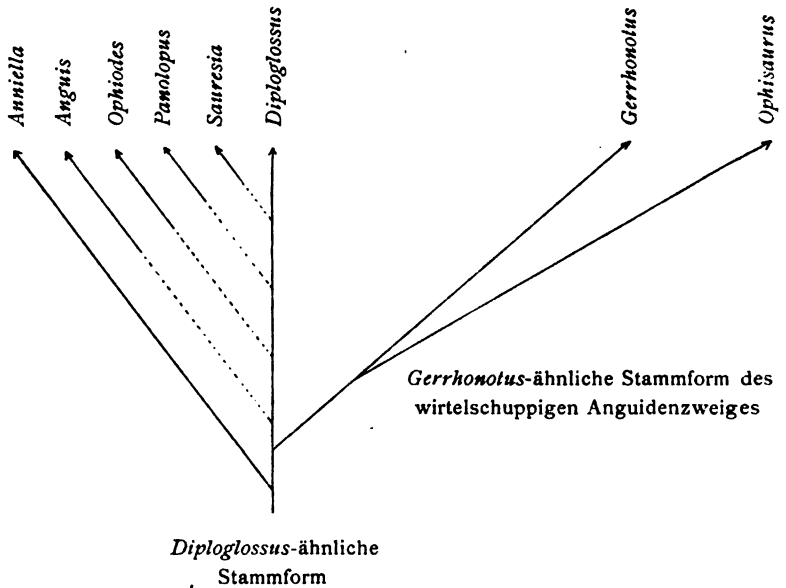 Anniella
Anguis
Ophiodes
Panolopus
Sauresia
Diploglossus
Gerrhonotus
Ophisaurus
Gerrhonotus-ähnliche Stammform des
wirtelschuppigen Anguidenzweiges
Diploglossus-ähnliche
Stammform